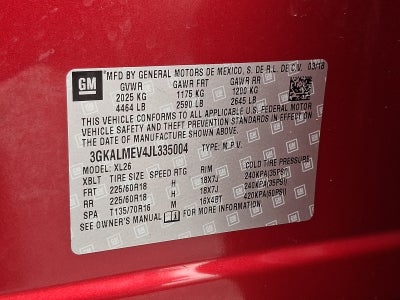 GM
MFD BY GENERAL MOTORS DE MEXICO, S. DE R.L. DE C.V. 03/18
GVWR GAWR FRT GAWR RR
2025 KG 1175 KG 1200 KG
4464 LB 2590 LB 2645 LB
THIS VEHICLE CONFORMS TO ALL APPLICABLE U.S. FEDERAL MOTOR
VEHICLE SAFETY AND THEFT PREVENTION STANDARDS IN EFFECT ON
THE DATE OF MANUFACTURE SHOWN ABOVE.
3GKALMEV4JL335004 TYPE: M.P.V.
MODEL: XL26
XBLT TIRE SIZE SPEED RTG RIM COLD TIRE PRESSURE
FRT 225/60R18 H 18X7J 240KPA(35PSI)
RR 225/60R18 H 18X7J 240KPA(35PSI)
SPA T135/70R16 M 16X4BT 420KPA(60PSI)
SEE OWNER'S MANUAL FOR MORE INFORMATION.